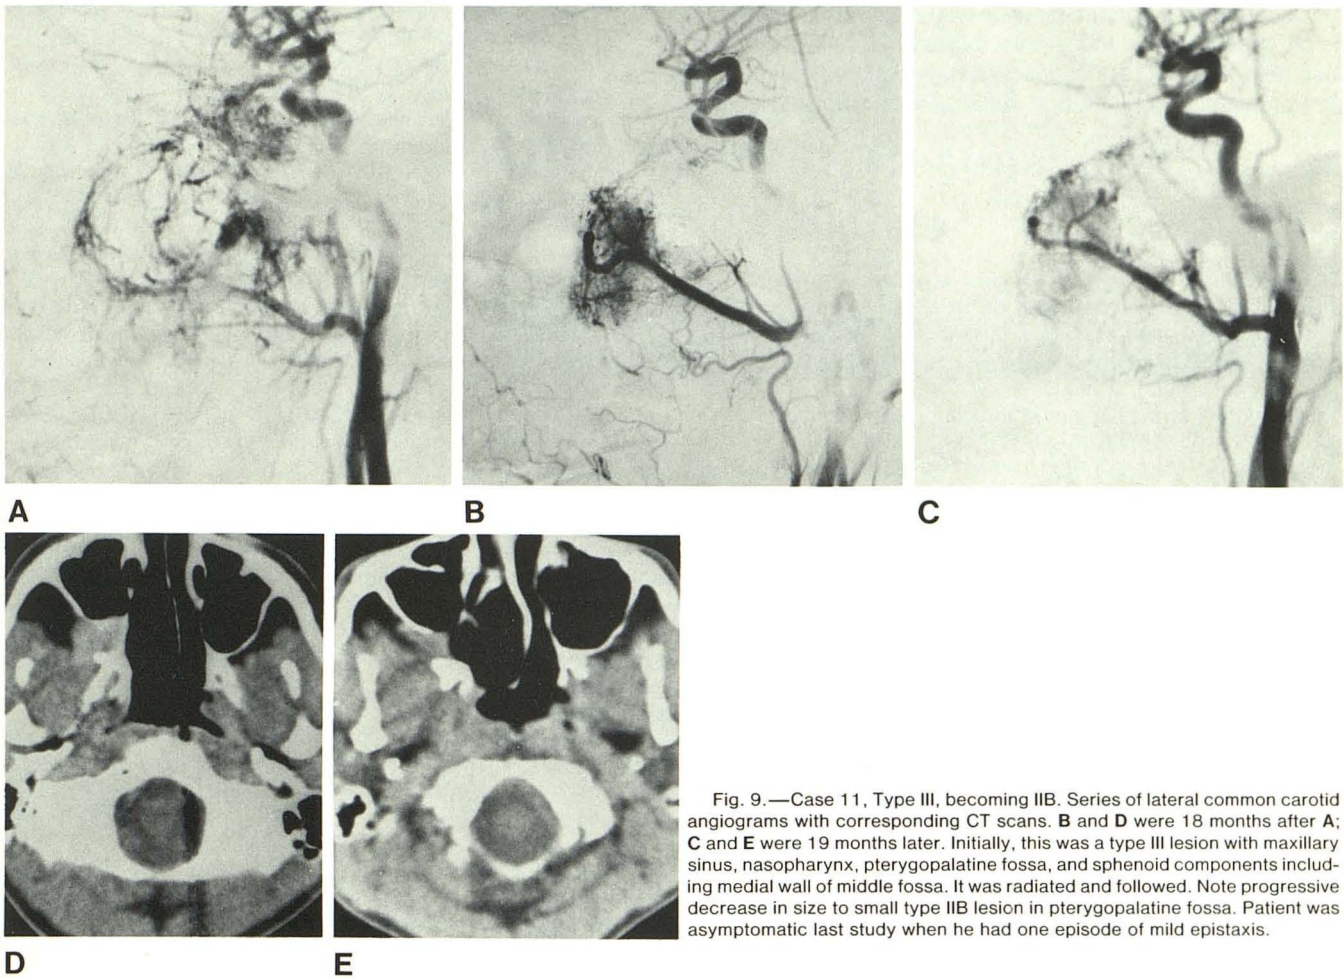 A
B
C
D
E
Fig. 9.—Case 11, Type III, becoming IIB. Series of lateral common carotid
angiograms with corresponding CT scans. B and D were 18 months after A;
C and E were 19 months later. Initially, this was a type III lesion with maxillary
sinus, nasopharynx, pterygopalatine fossa, and sphenoid components includ-
ing medial wall of middle fossa. It was radiated and followed. Note progressive
decrease in size to small type IIB lesion in pterygopalatine fossa. Patient was
asymptomatic last study when he had one episode of mild epistaxis.